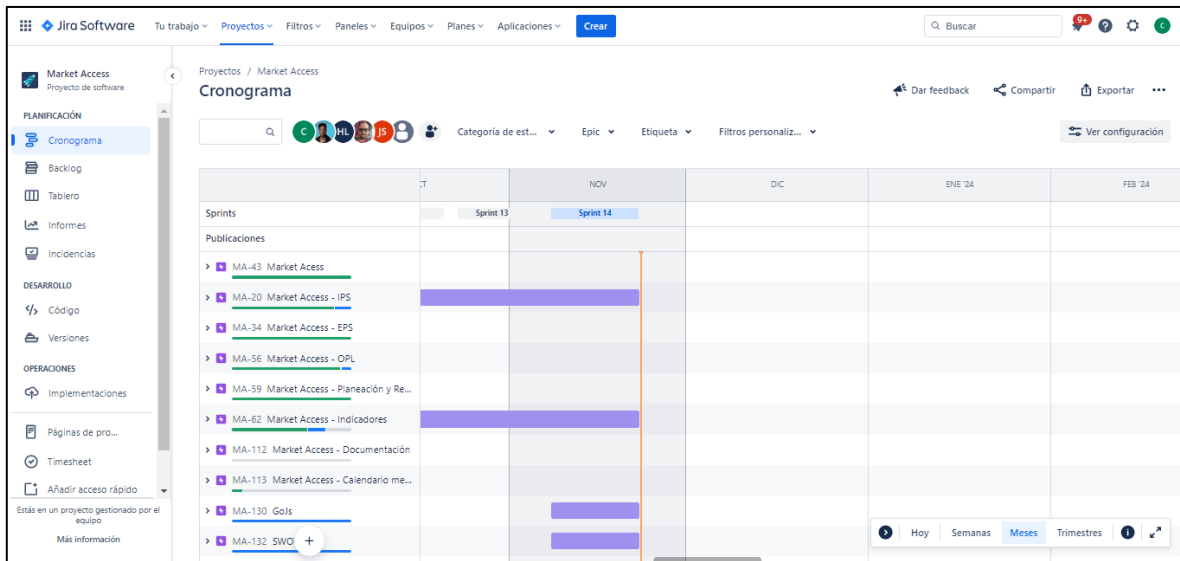 Jira Software Tu trabajo Proyectos Filtros Paneles Equipos Planes Aplicaciones Crear Buscar 9+ C
Market Access
Proyecto de software
PLANIFICACIÓN
Cronograma
Backlog
Tablero
Informes
Incidencias
DESARROLLO
Código
Versiones
OPERACIONES
Implementaciones
Páginas de pro...
Timesheet
Añadir acceso rápido
Estás en un proyecto gestionado por el
equipo
Más información
Proyectos / Market Access
Cronograma
Dar feedback Compartir Exportar
C HL JS Categoría de est... Epic Etiqueta Filtros personaliz... Ver configuración
CT NOV DIC ENE '24 FEB '24
Sprints Sprint 13 Sprint 14
Publicaciones
MA-43 Market Acess
MA-20 Market Access - IPS
MA-34 Market Access - EPS
MA-56 Market Access - OPL
MA-59 Market Access - Planeación y Re...
MA-62 Market Access - Indicadores
MA-112 Market Access - Documentación
MA-113 Market Access - Calendario me...
MA-130 GoJs
MA-132 SWO
Hoy Semanas Meses Trimestres